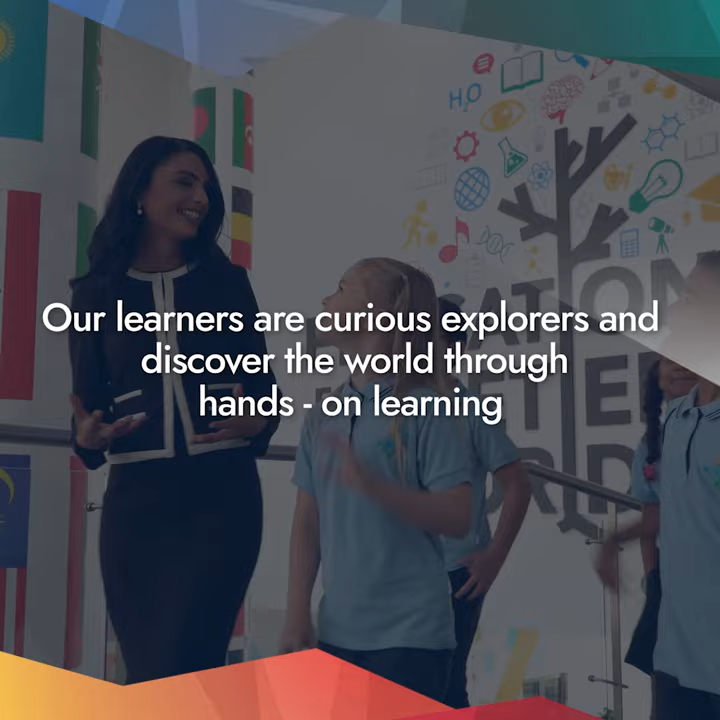 H₂O
Our learners are curious explorers and
discover the world through
hands - on learning